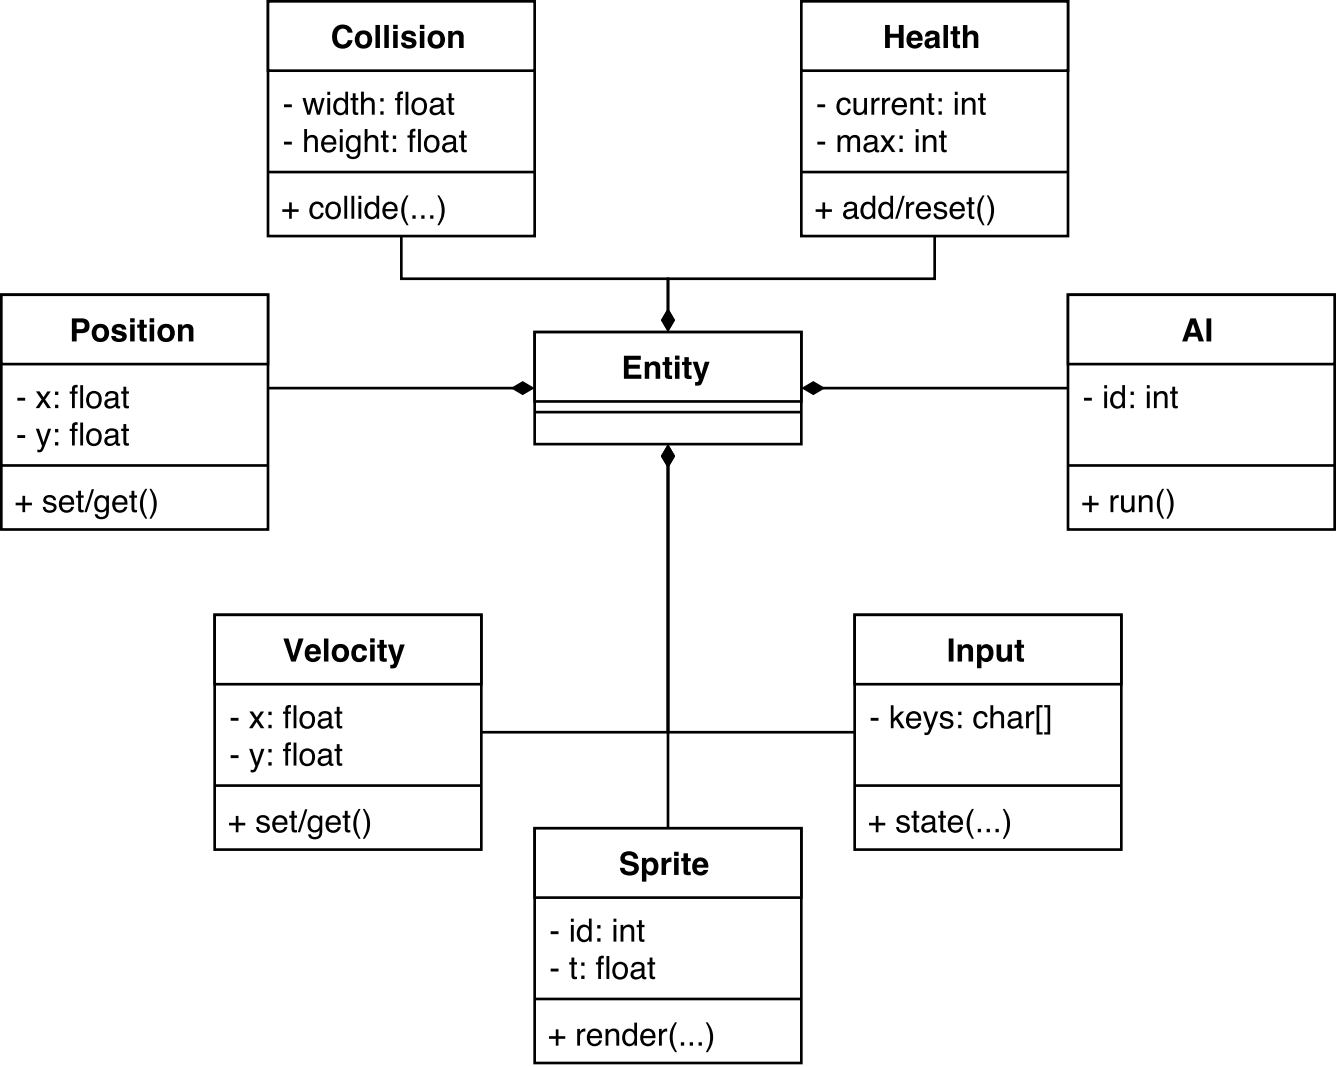 Collision
- width: float
- height: float
+ collide(...)
Health
- current: int
- max: int
+ add/reset()
Position
- x: float
- y: float
+ set/get()
Entity
AI
- id: int
+ run()
Velocity
- x: float
- y: float
+ set/get()
Input
- keys: char[]
+ state(...)
Sprite
- id: int
- t: float
+ render(...)